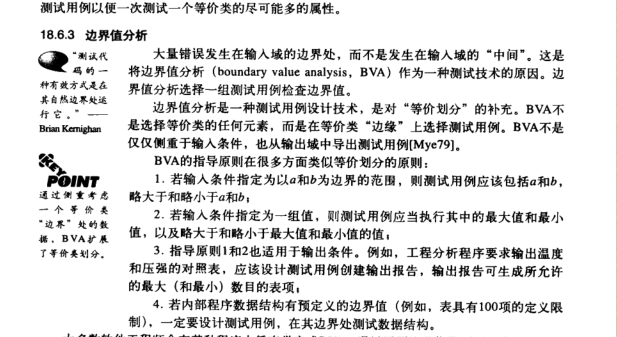 测试用例以便一次测试一个等价类的尽可能多的属性。
18.6.3 边界值分析
“测试代
码的一
种有效方式是在
其自然边界处运
行它。” ——
Brian Kernighan
大量错误发生在输入域的边界处，而不是发生在输入域的“中间”。这是
将边界值分析（boundary value analysis，BVA）作为一种测试技术的原因。边
界值分析选择一组测试用例检查边界值。
边界值分析是一种测试用例设计技术，是对“等价划分”的补充。BVA不
是选择等价类的任何元素，而是在等价类“边缘”上选择测试用例。BVA不是
仅仅侧重于输入条件，也从输出域中导出测试用例[Mye79]。
KEY
POINT
通过侧重考虑
一个等价类
“边界”处的数
据，BVA扩展
了等价类划分。
BVA的指导原则在很多方面类似等价划分的原则：
1. 若输入条件指定为以a和b为边界的范围，则测试用例应该包括a和b，
略大于和略小于a和b；
2. 若输入条件指定为一组值，则测试用例应当执行其中的最大值和最小
值，以及略大于和略小于最大值和最小值的值；
3. 指导原则1和2也适用于输出条件。例如，工程分析程序要求输出温度
和压强的对照表，应该设计测试用例创建输出报告，输出报告可生成所允许
的最大（和最小）数目的表项；
4. 若内部程序数据结构有预定义的边界值（例如，表具有100项的定义限
制），一定要设计测试用例，在其边界处测试数据结构。